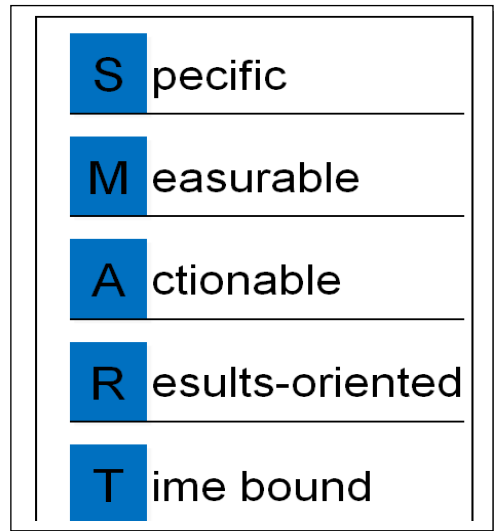 Specific
Measurable
Actionable
Results-oriented
Time bound